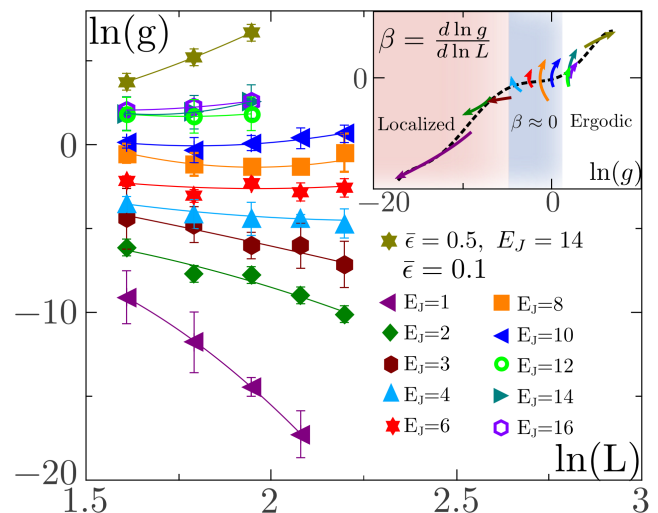 ln(g)
0
−10
−20
1.5
2
2.5
3
ln(L)
β = d ln g / d ln L
0
Localized
β ≈ 0
Ergodic
ln(g)
−20
0
ε̄ = 0.5, E_J = 14
ε̄ = 0.1
E_J=1
E_J=2
E_J=3
E_J=4
E_J=6
E_J=8
E_J=10
E_J=12
E_J=14
E_J=16